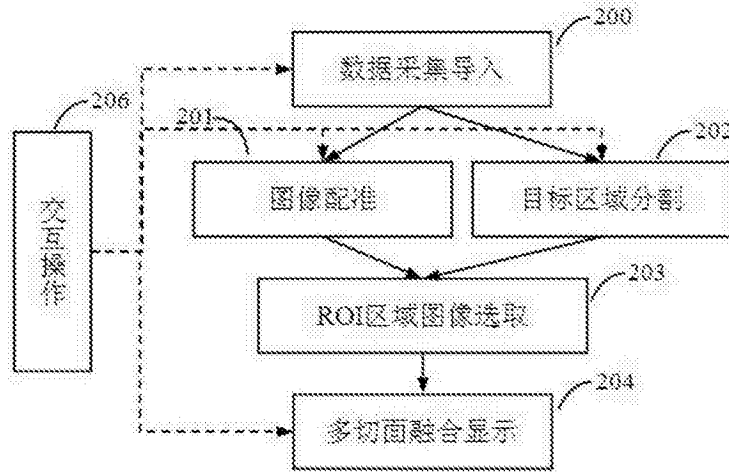 200
数据采集导入
206
201
202
图像配准
目标区域分割
交互操作
203
ROI区域图像选取
204
多切面融合显示